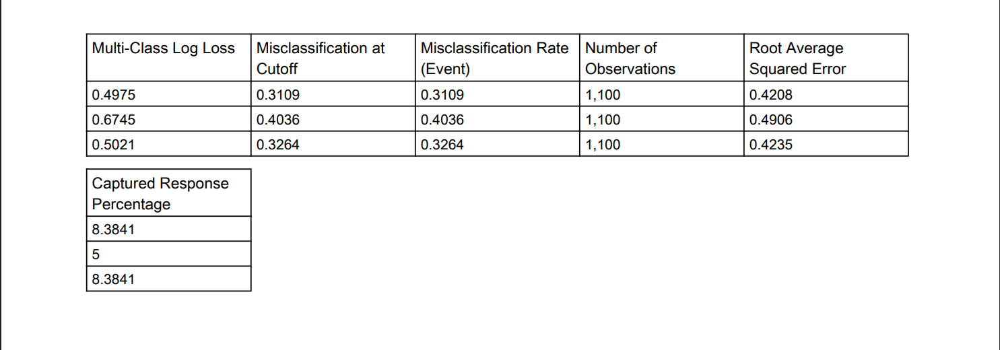 Multi-Class Log Loss Misclassification at Misclassification Rate Number of Root Average
Cutoff (Event) Observations Squared Error
0.4975 0.3109 0.3109 1,100 0.4208
0.6745 0.4036 0.4036 1,100 0.4906
0.5021 0.3264 0.3264 1,100 0.4235
Captured Response
Percentage
8.3841
5
8.3841